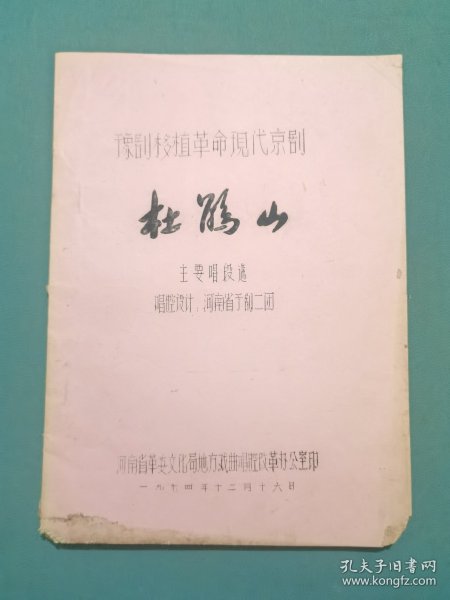 豫剧移植革命现代京剧
杜鹃山
主要唱段选
唱腔设计：河南省予剧二团
河南省革委文化局地方戏曲唱腔改革办公室印
一九七四年十二月十六日
孔夫子旧书网
www.kongfz.com